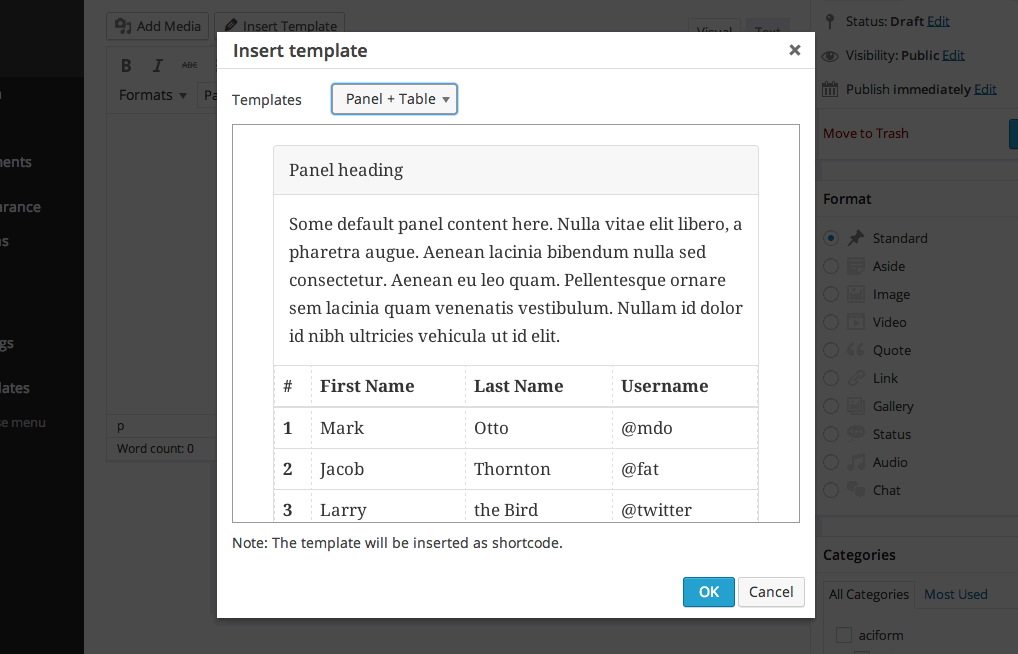 Add Media
Insert Template
Visual
Text
B I ABC
Formats
Pa
ments
arance
s
gs
lates
se menu
p
Word count: 0
Insert template
×
Templates
Panel + Table
Panel heading
Some default panel content here. Nulla vitae elit libero, a
pharetra augue. Aenean lacinia bibendum nulla sed
consectetur. Aenean eu leo quam. Pellentesque ornare
sem lacinia quam venenatis vestibulum. Nullam id dolor
id nibh ultricies vehicula ut id elit.
# First Name Last Name Username
1 Mark Otto @mdo
2 Jacob Thornton @fat
3 Larry the Bird @twitter
Note: The template will be inserted as shortcode.
OK
Cancel
Status: Draft Edit
Visibility: Public Edit
Publish immediately Edit
Move to Trash
Format
Standard
Aside
Image
Video
Quote
Link
Gallery
Status
Audio
Chat
Categories
All Categories Most Used
aciform